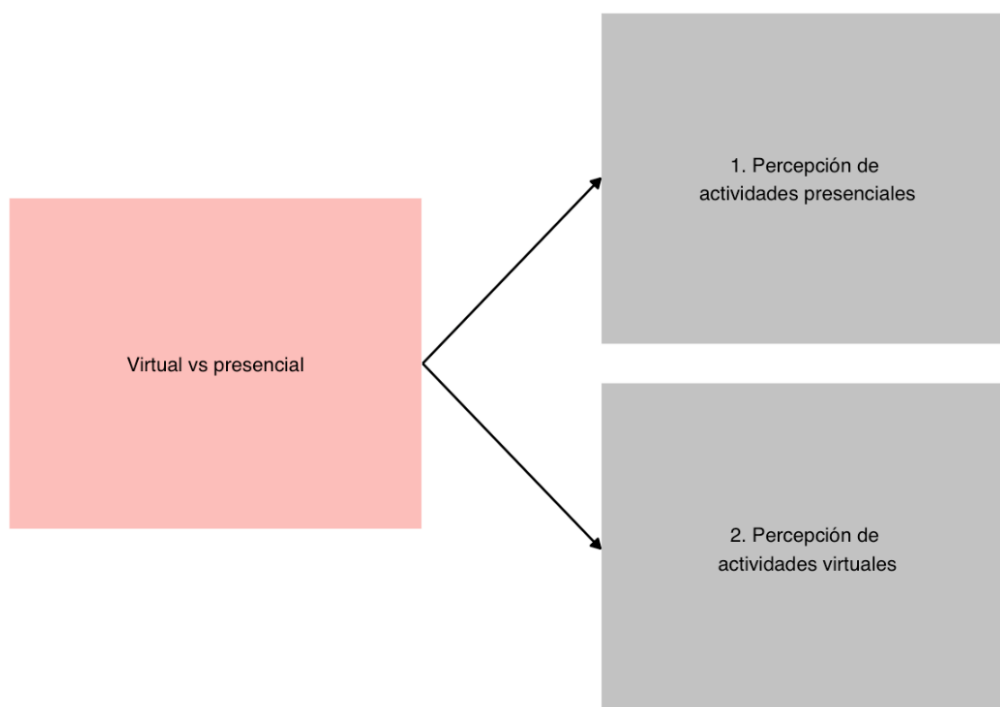 Virtual vs presencial
1. Percepción de
actividades presenciales
2. Percepción de
actividades virtuales